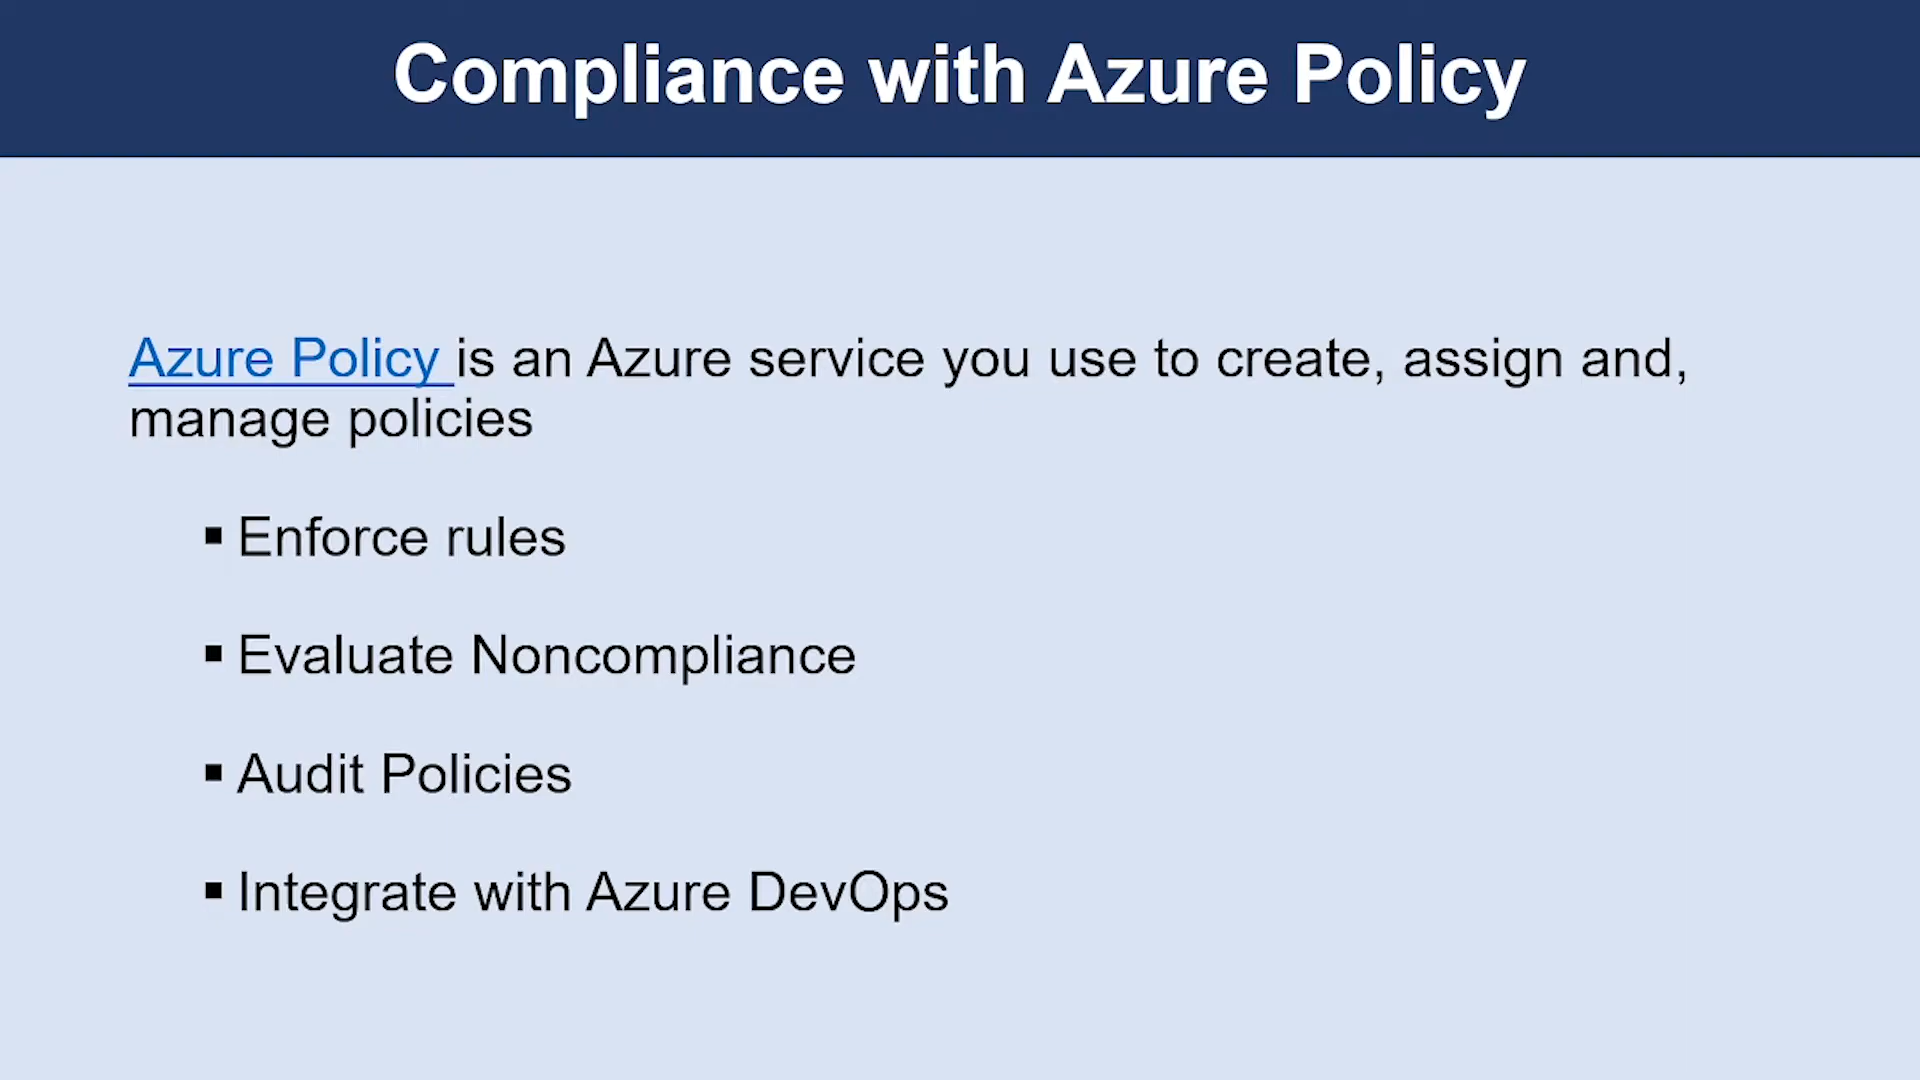 Compliance with Azure Policy
Azure Policy is an Azure service you use to create, assign and,
manage policies
▪ Enforce rules
▪ Evaluate Noncompliance
▪ Audit Policies
▪ Integrate with Azure DevOps